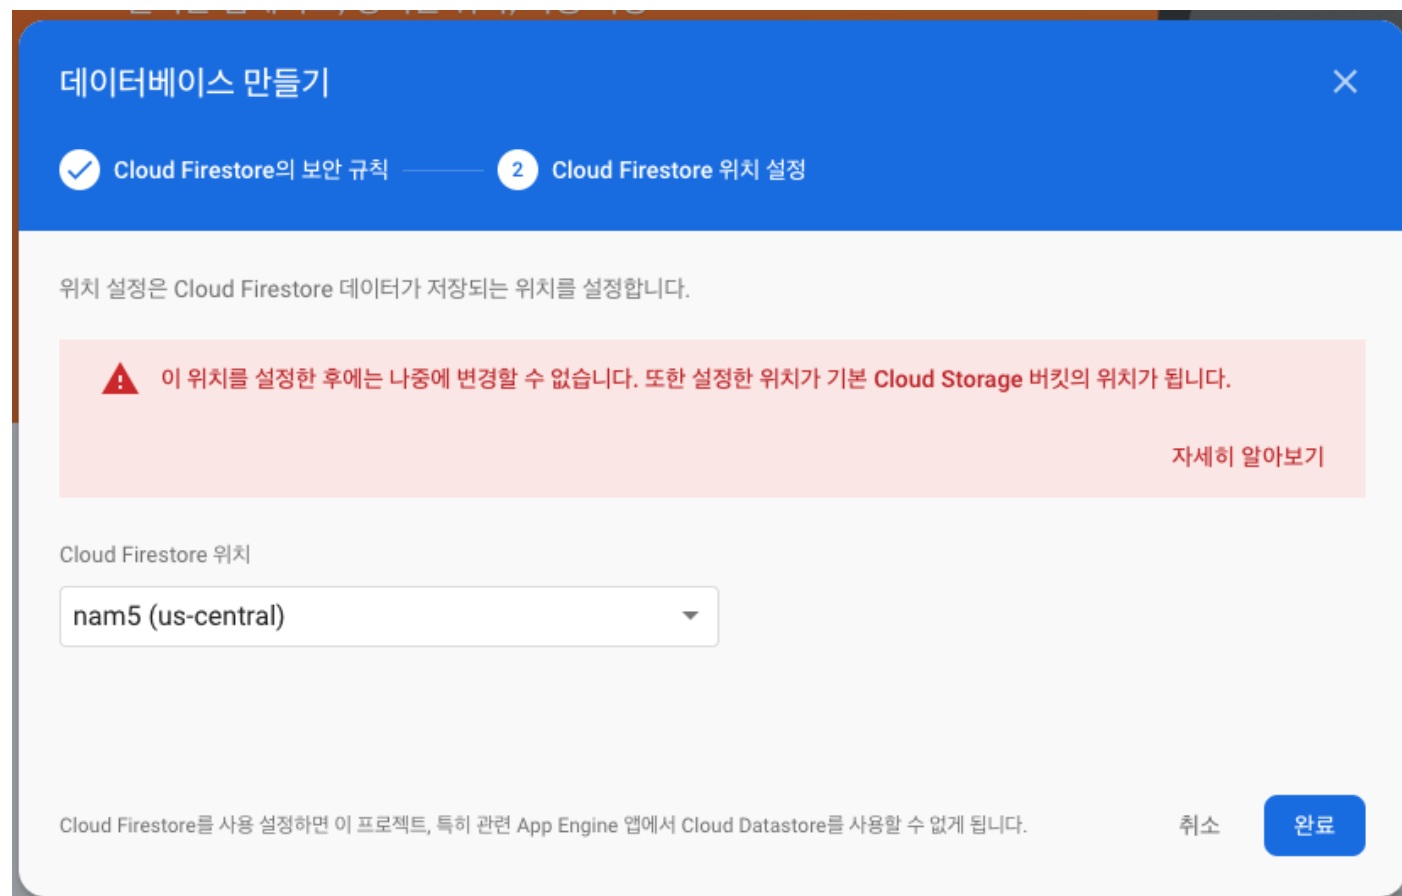 데이터베이스 만들기
Cloud Firestore의 보안 규칙
2 Cloud Firestore 위치 설정
위치 설정은 Cloud Firestore 데이터가 저장되는 위치를 설정합니다.
이 위치를 설정한 후에는 나중에 변경할 수 없습니다. 또한 설정한 위치가 기본 Cloud Storage 버킷의 위치가 됩니다.
자세히 알아보기
Cloud Firestore 위치
nam5 (us-central)
Cloud Firestore를 사용 설정하면 이 프로젝트, 특히 관련 App Engine 앱에서 Cloud Datastore를 사용할 수 없게 됩니다.
취소
완료